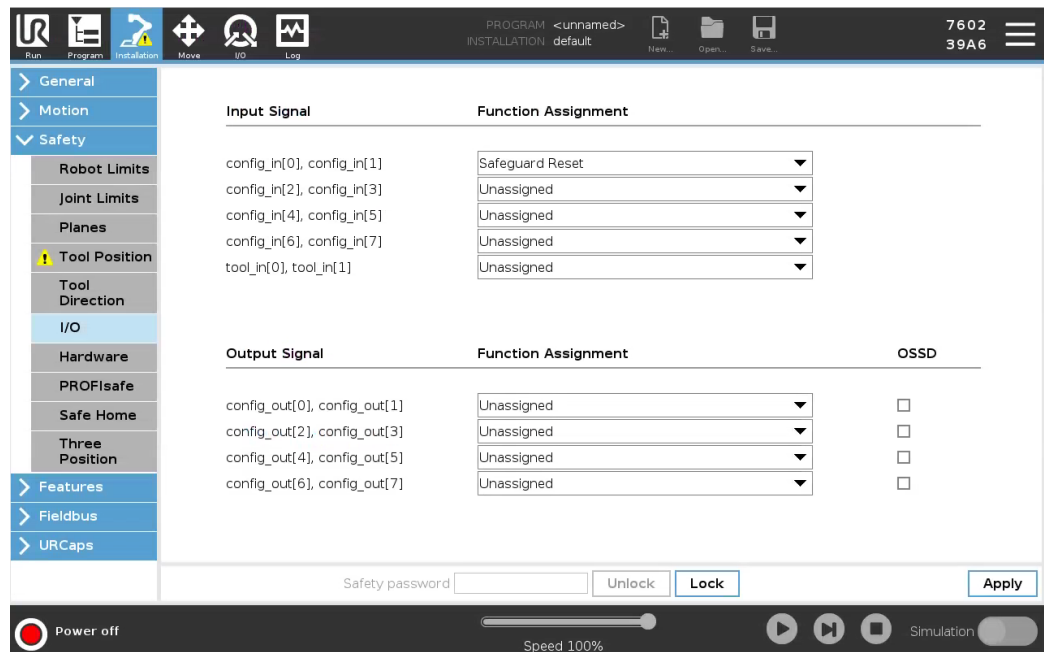 PROGRAM <unnamed>
INSTALLATION default
7602
39A6
UR
Run
Program
Installation
Move
I/O
Log
New...
Open...
Save...
General
Motion
Safety
Robot Limits
Joint Limits
Planes
Tool Position
Tool
Direction
I/O
Hardware
PROFIsafe
Safe Home
Three
Position
Features
Fieldbus
URCaps
Input Signal Function Assignment
config_in[0], config_in[1] Safeguard Reset
config_in[2], config_in[3] Unassigned
config_in[4], config_in[5] Unassigned
config_in[6], config_in[7] Unassigned
tool_in[0], tool_in[1] Unassigned
Output Signal Function Assignment OSSD
config_out[0], config_out[1] Unassigned
config_out[2], config_out[3] Unassigned
config_out[4], config_out[5] Unassigned
config_out[6], config_out[7] Unassigned
Safety password Unlock Lock Apply
Power off
Speed 100%
Simulation